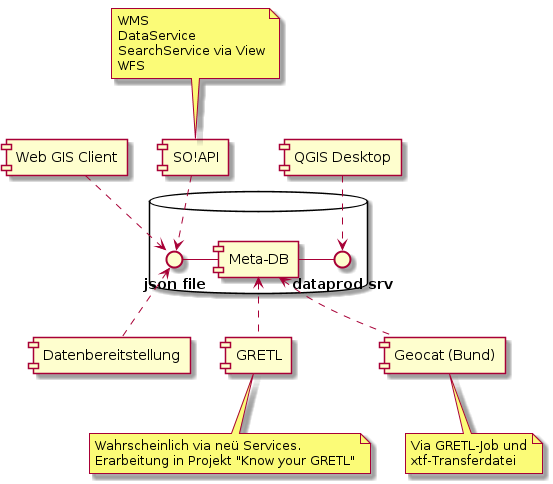 WMS
DataService
SearchService via View
WFS
Web GIS Client
SO!API
QGIS Desktop
Meta-DB
json file
dataprod srv
Datenbereitstellung
GRETL
Geocat (Bund)
Wahrscheinlich via neü Services.
Erarbeitung in Projekt "Know your GRETL"
Via GRETL-Job und
xtf-Transferdatei